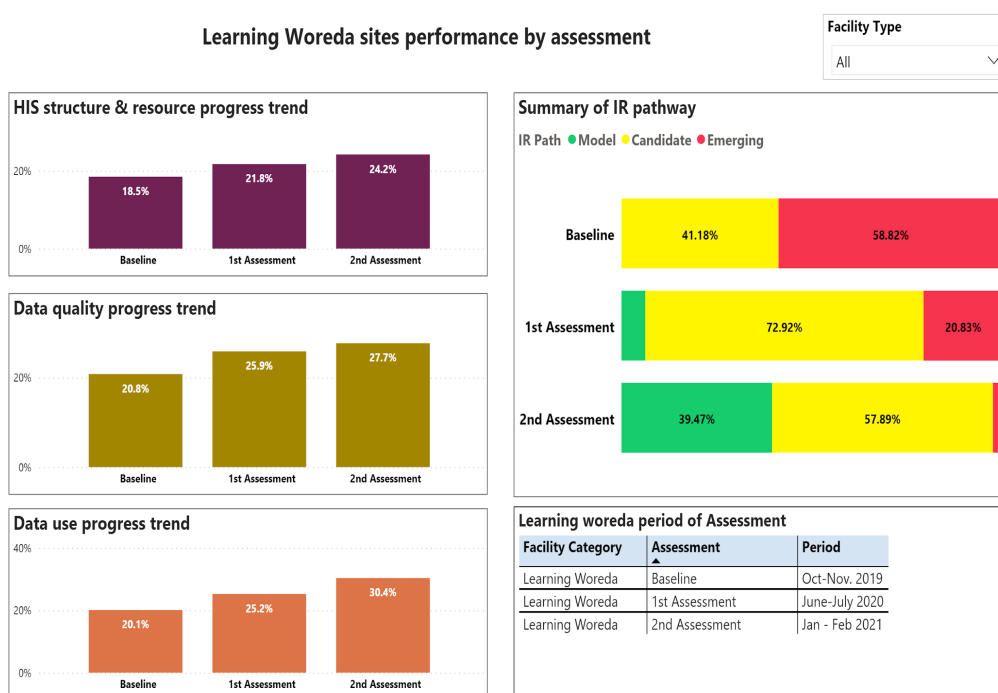 Learning Woreda sites performance by assessment
Facility Type
All
HIS structure & resource progress trend
20%
0%
18.5%
21.8%
24.2%
Baseline 1st Assessment 2nd Assessment
Data quality progress trend
20%
0%
20.8%
25.9%
27.7%
Baseline 1st Assessment 2nd Assessment
Data use progress trend
40%
20%
0%
20.1%
25.2%
30.4%
Baseline 1st Assessment 2nd Assessment
Summary of IR pathway
IR Path Model Candidate Emerging
Baseline 41.18% 58.82%
1st Assessment 72.92% 20.83%
2nd Assessment 39.47% 57.89%
Learning woreda period of Assessment
Facility Category Assessment Period
Learning Woreda Baseline Oct-Nov. 2019
Learning Woreda 1st Assessment June-July 2020
Learning Woreda 2nd Assessment Jan - Feb 2021